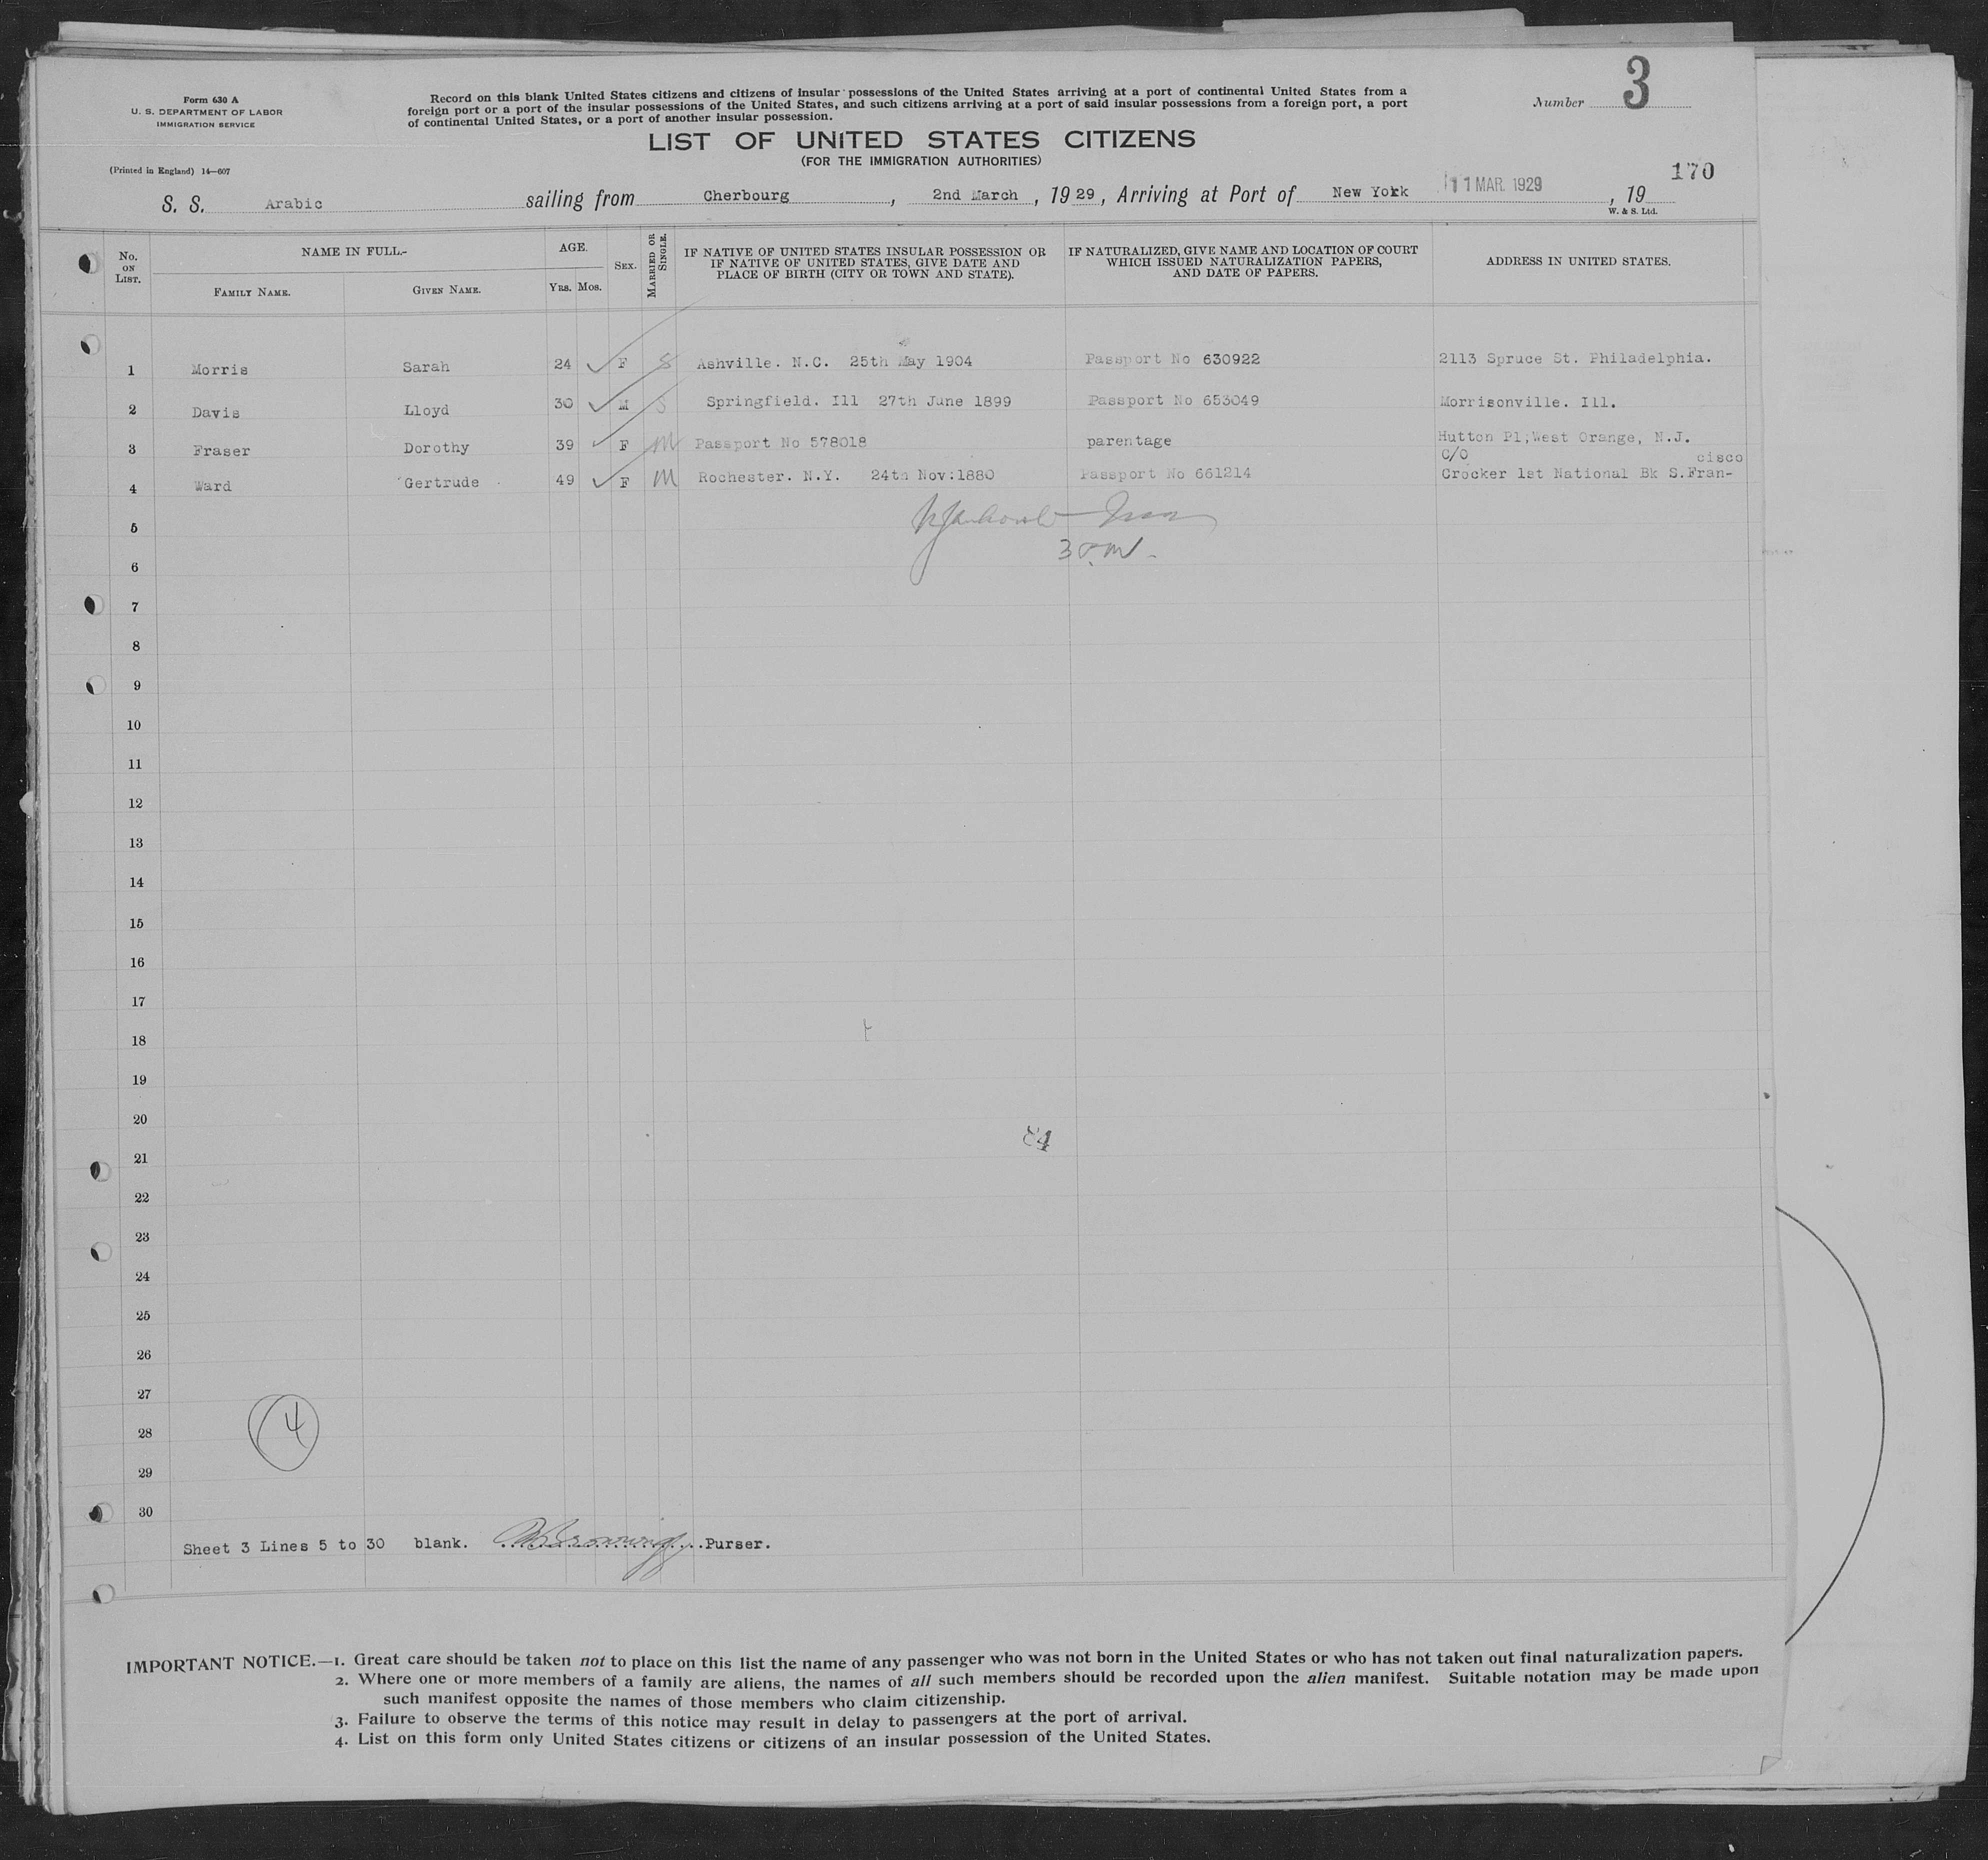 Form 630 A
U. S. DEPARTMENT OF LABOR
IMMIGRATION SERVICE
(Printed in England) 14—607
Record on this blank United States citizens and citizens of insular possessions of the United States arriving at a port of continental United States from a
foreign port or a port of the insular possessions of the United States, and such citizens arriving at a port of said insular possessions from a foreign port, a port
of continental United States, or a port of another insular possession.
Number 3
LIST OF UNITED STATES CITIZENS
(FOR THE IMMIGRATION AUTHORITIES)
170
S. S. Arabic sailing from Cherbourg, 2nd March, 1929, Arriving at Port of New York 11 MAR. 1929, 19
W. & S. Ltd.
No. ON LIST. NAME IN FULL.- FAMILY NAME. GIVEN NAME. AGE. YRS. MOS. SEX. MARRIED OR SINGLE. IF NATIVE OF UNITED STATES INSULAR POSSESSION OR IF NATIVE OF UNITED STATES, GIVE DATE AND PLACE OF BIRTH (CITY OR TOWN AND STATE). IF NATURALIZED, GIVE NAME AND LOCATION OF COURT WHICH ISSUED NATURALIZATION PAPERS, AND DATE OF PAPERS. ADDRESS IN UNITED STATES.
1 Morris Sarah 24 F S Ashville. N.C. 25th May 1904 Passport No 630922 2113 Spruce St. Philadelphia.
2 Davis Lloyd 30 M S Springfield. Ill 27th June 1899 Passport No 653049 Morrisonville. Ill.
3 Fraser Dorothy 39 F M Passport No 578018 parentage Hutton Pl;West Orange, N.J.
C/O cisco
4 Ward Gertrude 49 F M Rochester. N.Y. 24th Nov:1880 Passport No 661214 Crocker 1st National Bk S.Fran-
5
3 P.M.
6
7
8
9
10
11
12
13
14
15
16
17
18
19
20
84
21
22
23
24
25
26
27
4
28
29
30
Sheet 3 Lines 5 to 30 blank. Purser.
IMPORTANT NOTICE.—1. Great care should be taken not to place on this list the name of any passenger who was not born in the United States or who has not taken out final naturalization papers.
2. Where one or more members of a family are aliens, the names of all such members should be recorded upon the alien manifest. Suitable notation may be made upon
such manifest opposite the names of those members who claim citizenship.
3. Failure to observe the terms of this notice may result in delay to passengers at the port of arrival.
4. List on this form only United States citizens or citizens of an insular possession of the United States.